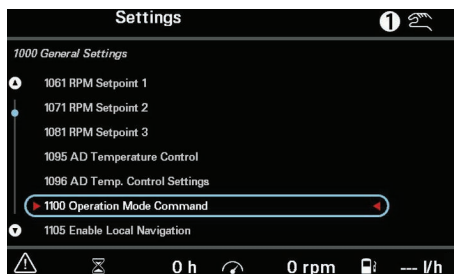 Settings
1
1000 General Settings
1061 RPM Setpoint 1
1071 RPM Setpoint 2
1081 RPM Setpoint 3
1095 AD Temperature Control
1096 AD Temp. Control Settings
1100 Operation Mode Command
1105 Enable Local Navigation
0 h 0 rpm --- l/h